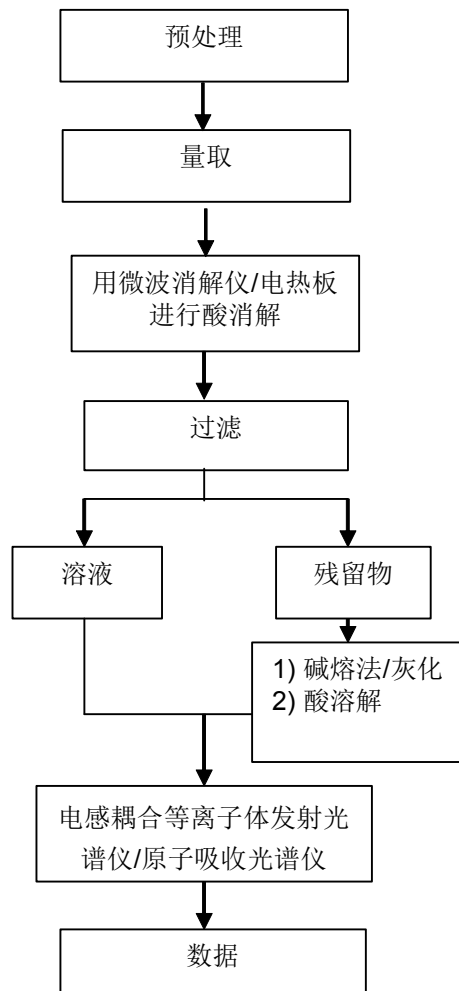 预处理
量取
用微波消解仪/电热板
进行酸消解
过滤
溶液
残留物
1) 碱熔法/灰化
2) 酸溶解
电感耦合等离子体发射光
谱仪/原子吸收光谱仪
数据